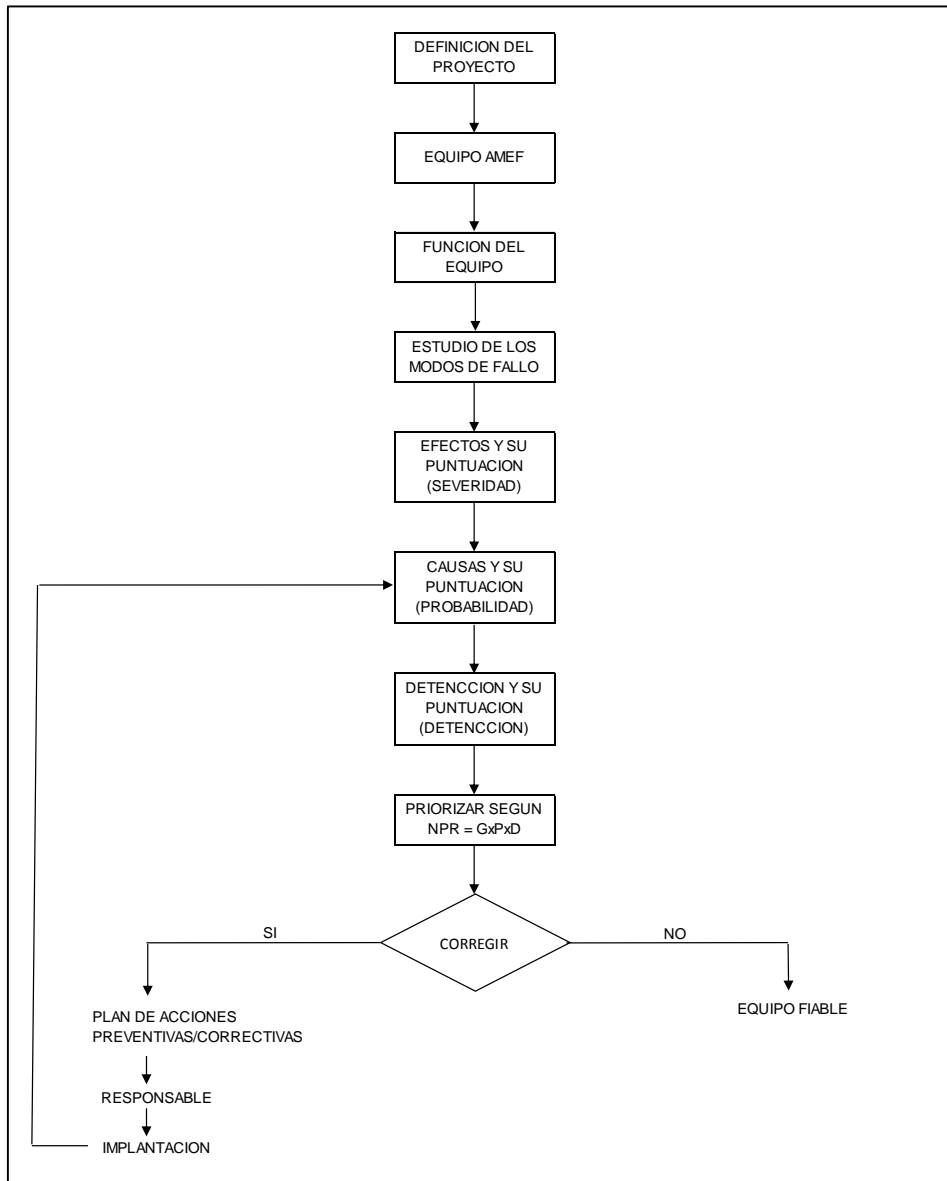 DEFINICION DEL
PROYECTO
EQUIPO AMEF
FUNCION DEL
EQUIPO
ESTUDIO DE LOS
MODOS DE FALLO
EFECTOS Y SU
PUNTUACION
(SEVERIDAD)
CAUSAS Y SU
PUNTUACION
(PROBABILIDAD)
DETENCCION Y SU
PUNTUACION
(DETENCCION)
PRIORIZAR SEGUN
NPR = GxPxD
SI
CORREGIR
NO
PLAN DE ACCIONES
PREVENTIVAS/CORRECTIVAS
EQUIPO FIABLE
RESPONSABLE
IMPLANTACION